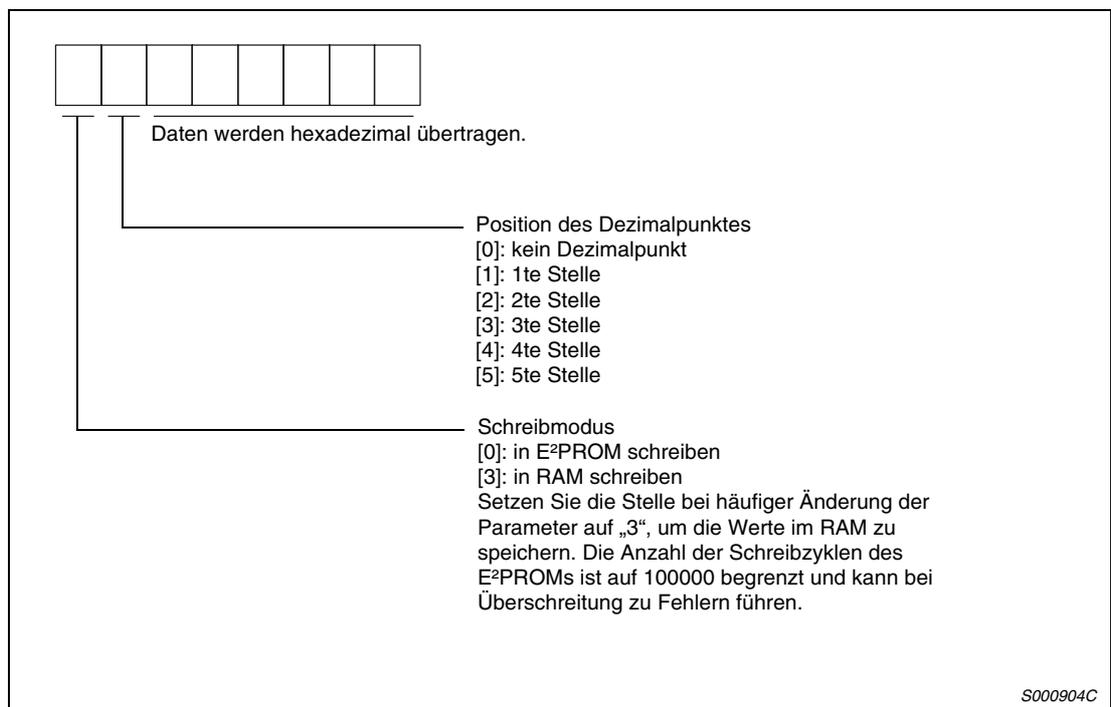 Daten werden hexadezimal übertragen.
Position des Dezimalpunktes
[0]: kein Dezimalpunkt
[1]: 1te Stelle
[2]: 2te Stelle
[3]: 3te Stelle
[4]: 4te Stelle
[5]: 5te Stelle
Schreibmodus
[0]: in E²PROM schreiben
[3]: in RAM schreiben
Setzen Sie die Stelle bei häufiger Änderung der
Parameter auf „3“, um die Werte im RAM zu
speichern. Die Anzahl der Schreibzyklen des
E²PROMs ist auf 100000 begrenzt und kann bei
Überschreitung zu Fehlern führen.
S000904C